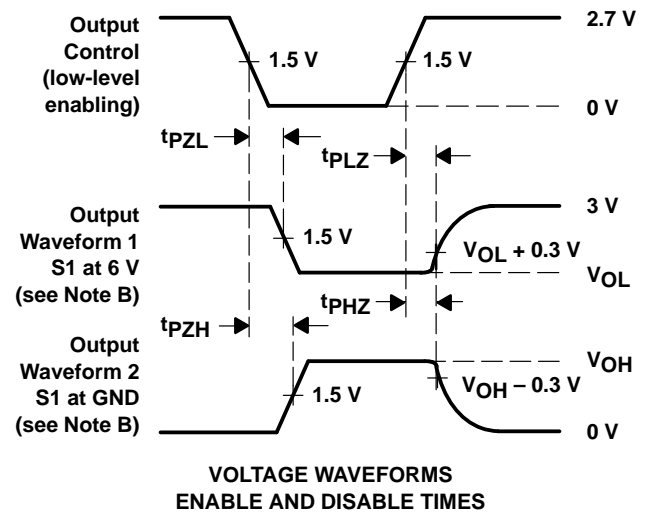 Output
Control
(low-level
enabling)
2.7 V
1.5 V
1.5 V
0 V
tPZL
tPLZ
Output
Waveform 1
S1 at 6 V
(see Note B)
3 V
1.5 V
VOL + 0.3 V
VOL
tPHZ
tPZH
Output
Waveform 2
S1 at GND
(see Note B)
VOH
1.5 V
VOH − 0.3 V
0 V
VOLTAGE WAVEFORMS
ENABLE AND DISABLE TIMES